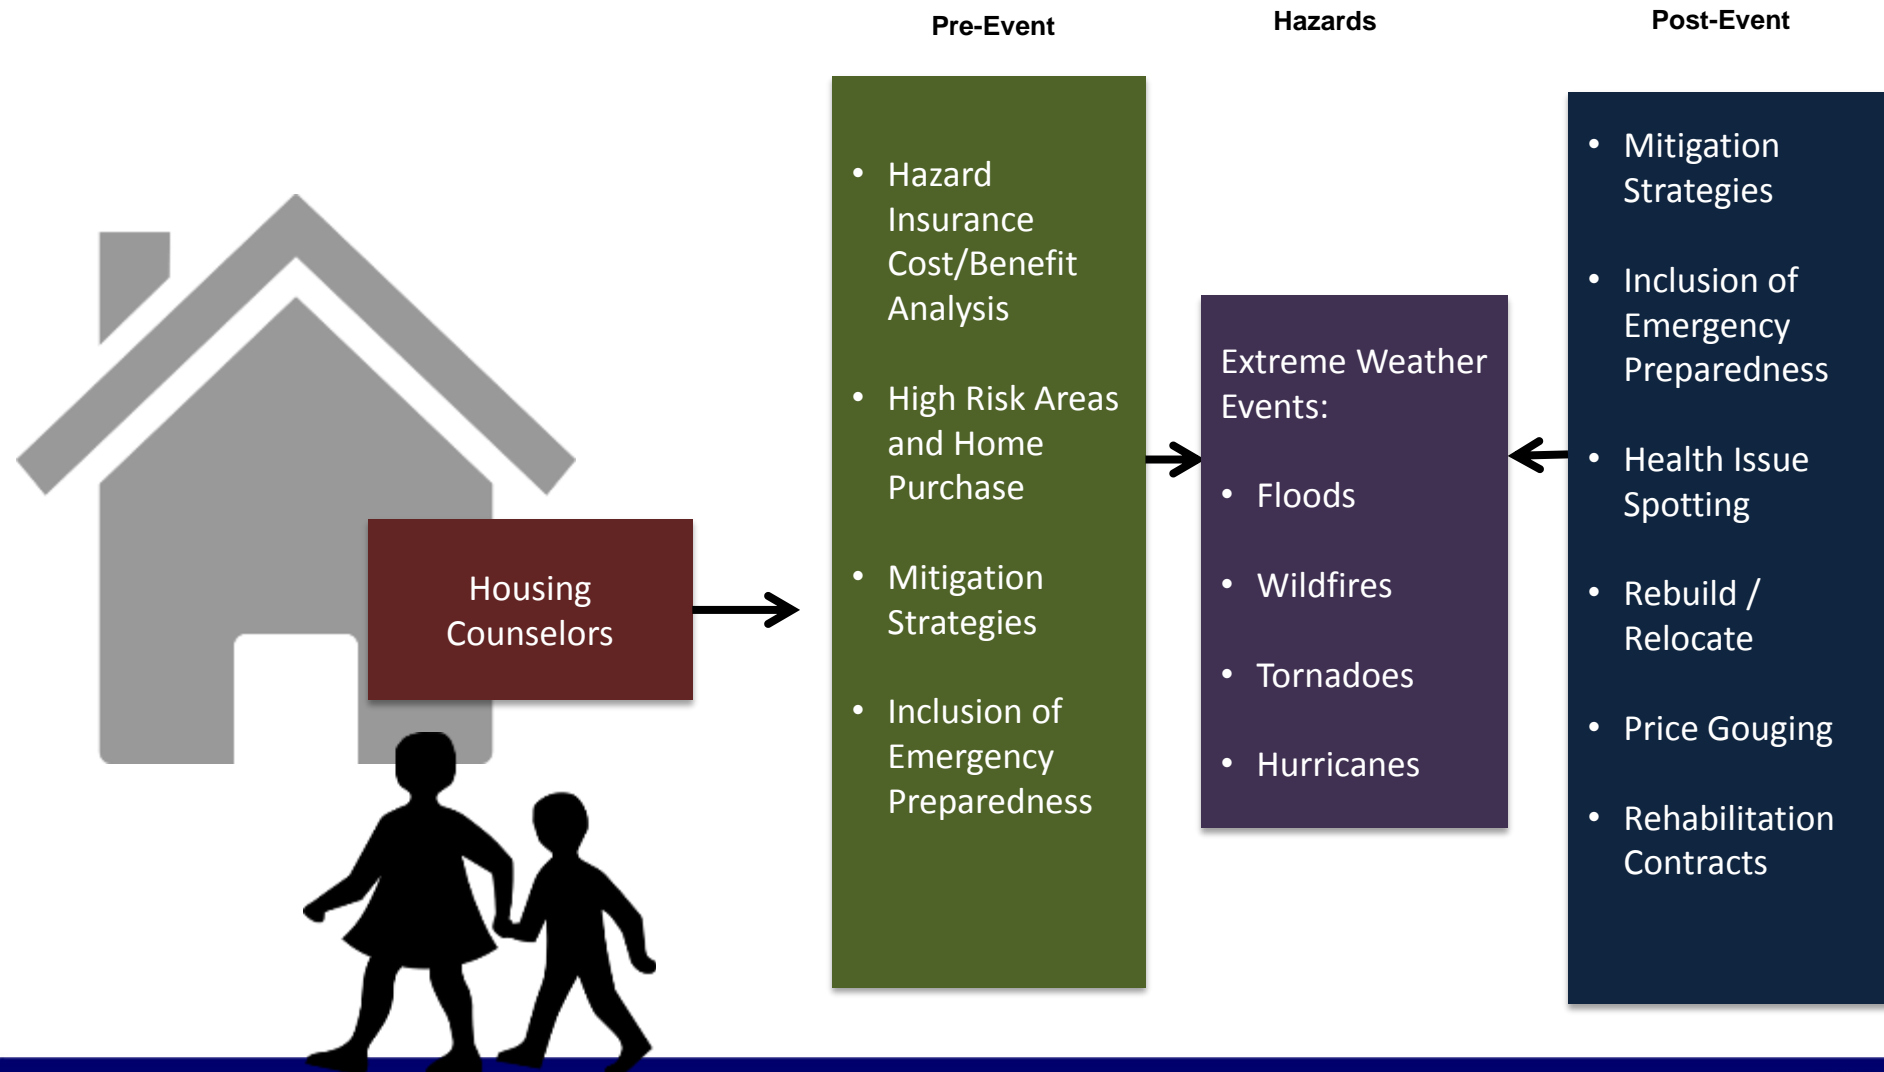 Pre-Event
Hazards
Post-Event
Housing
Counselors
• Hazard
Insurance
Cost/Benefit
Analysis
• High Risk Areas
and Home
Purchase
• Mitigation
Strategies
• Inclusion of
Emergency
Preparedness
Extreme Weather
Events:
• Floods
• Wildfires
• Tornadoes
• Hurricanes
• Mitigation
Strategies
• Inclusion of
Emergency
Preparedness
• Health Issue
Spotting
• Rebuild /
Relocate
• Price Gouging
• Rehabilitation
Contracts